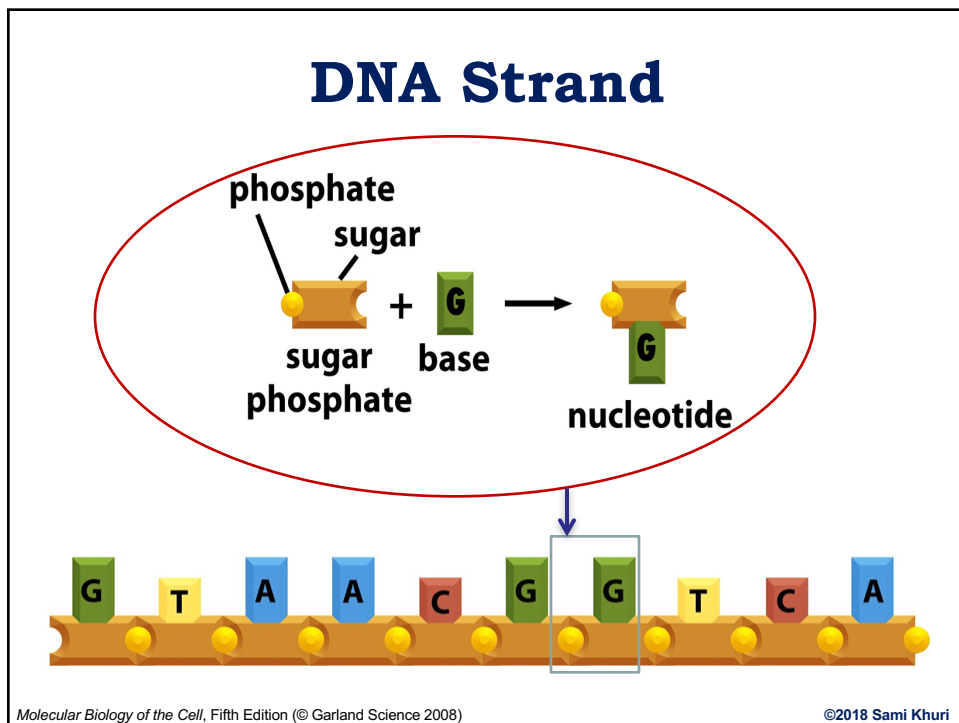 DNA Strand
phosphate
sugar
+
G
sugar
phosphate
base
G
nucleotide
G T A A C G G T C A
Molecular Biology of the Cell, Fifth Edition (© Garland Science 2008)
©2018 Sami Khuri